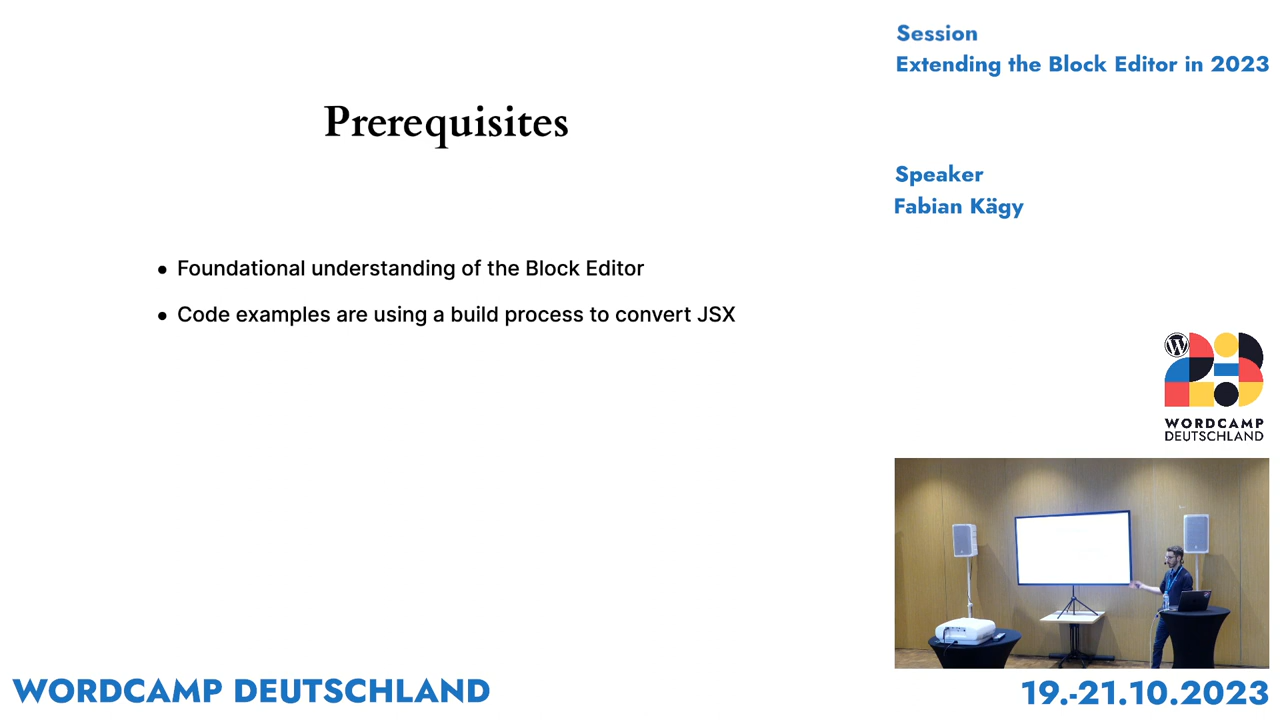 Session
Extending the Block Editor in 2023
Prerequisites
Speaker
Fabian Kägy
• Foundational understanding of the Block Editor
• Code examples are using a build process to convert JSX
WORDCAMP
DEUTSCHLAND
WORDCAMP DEUTSCHLAND
19.-21.10.2023